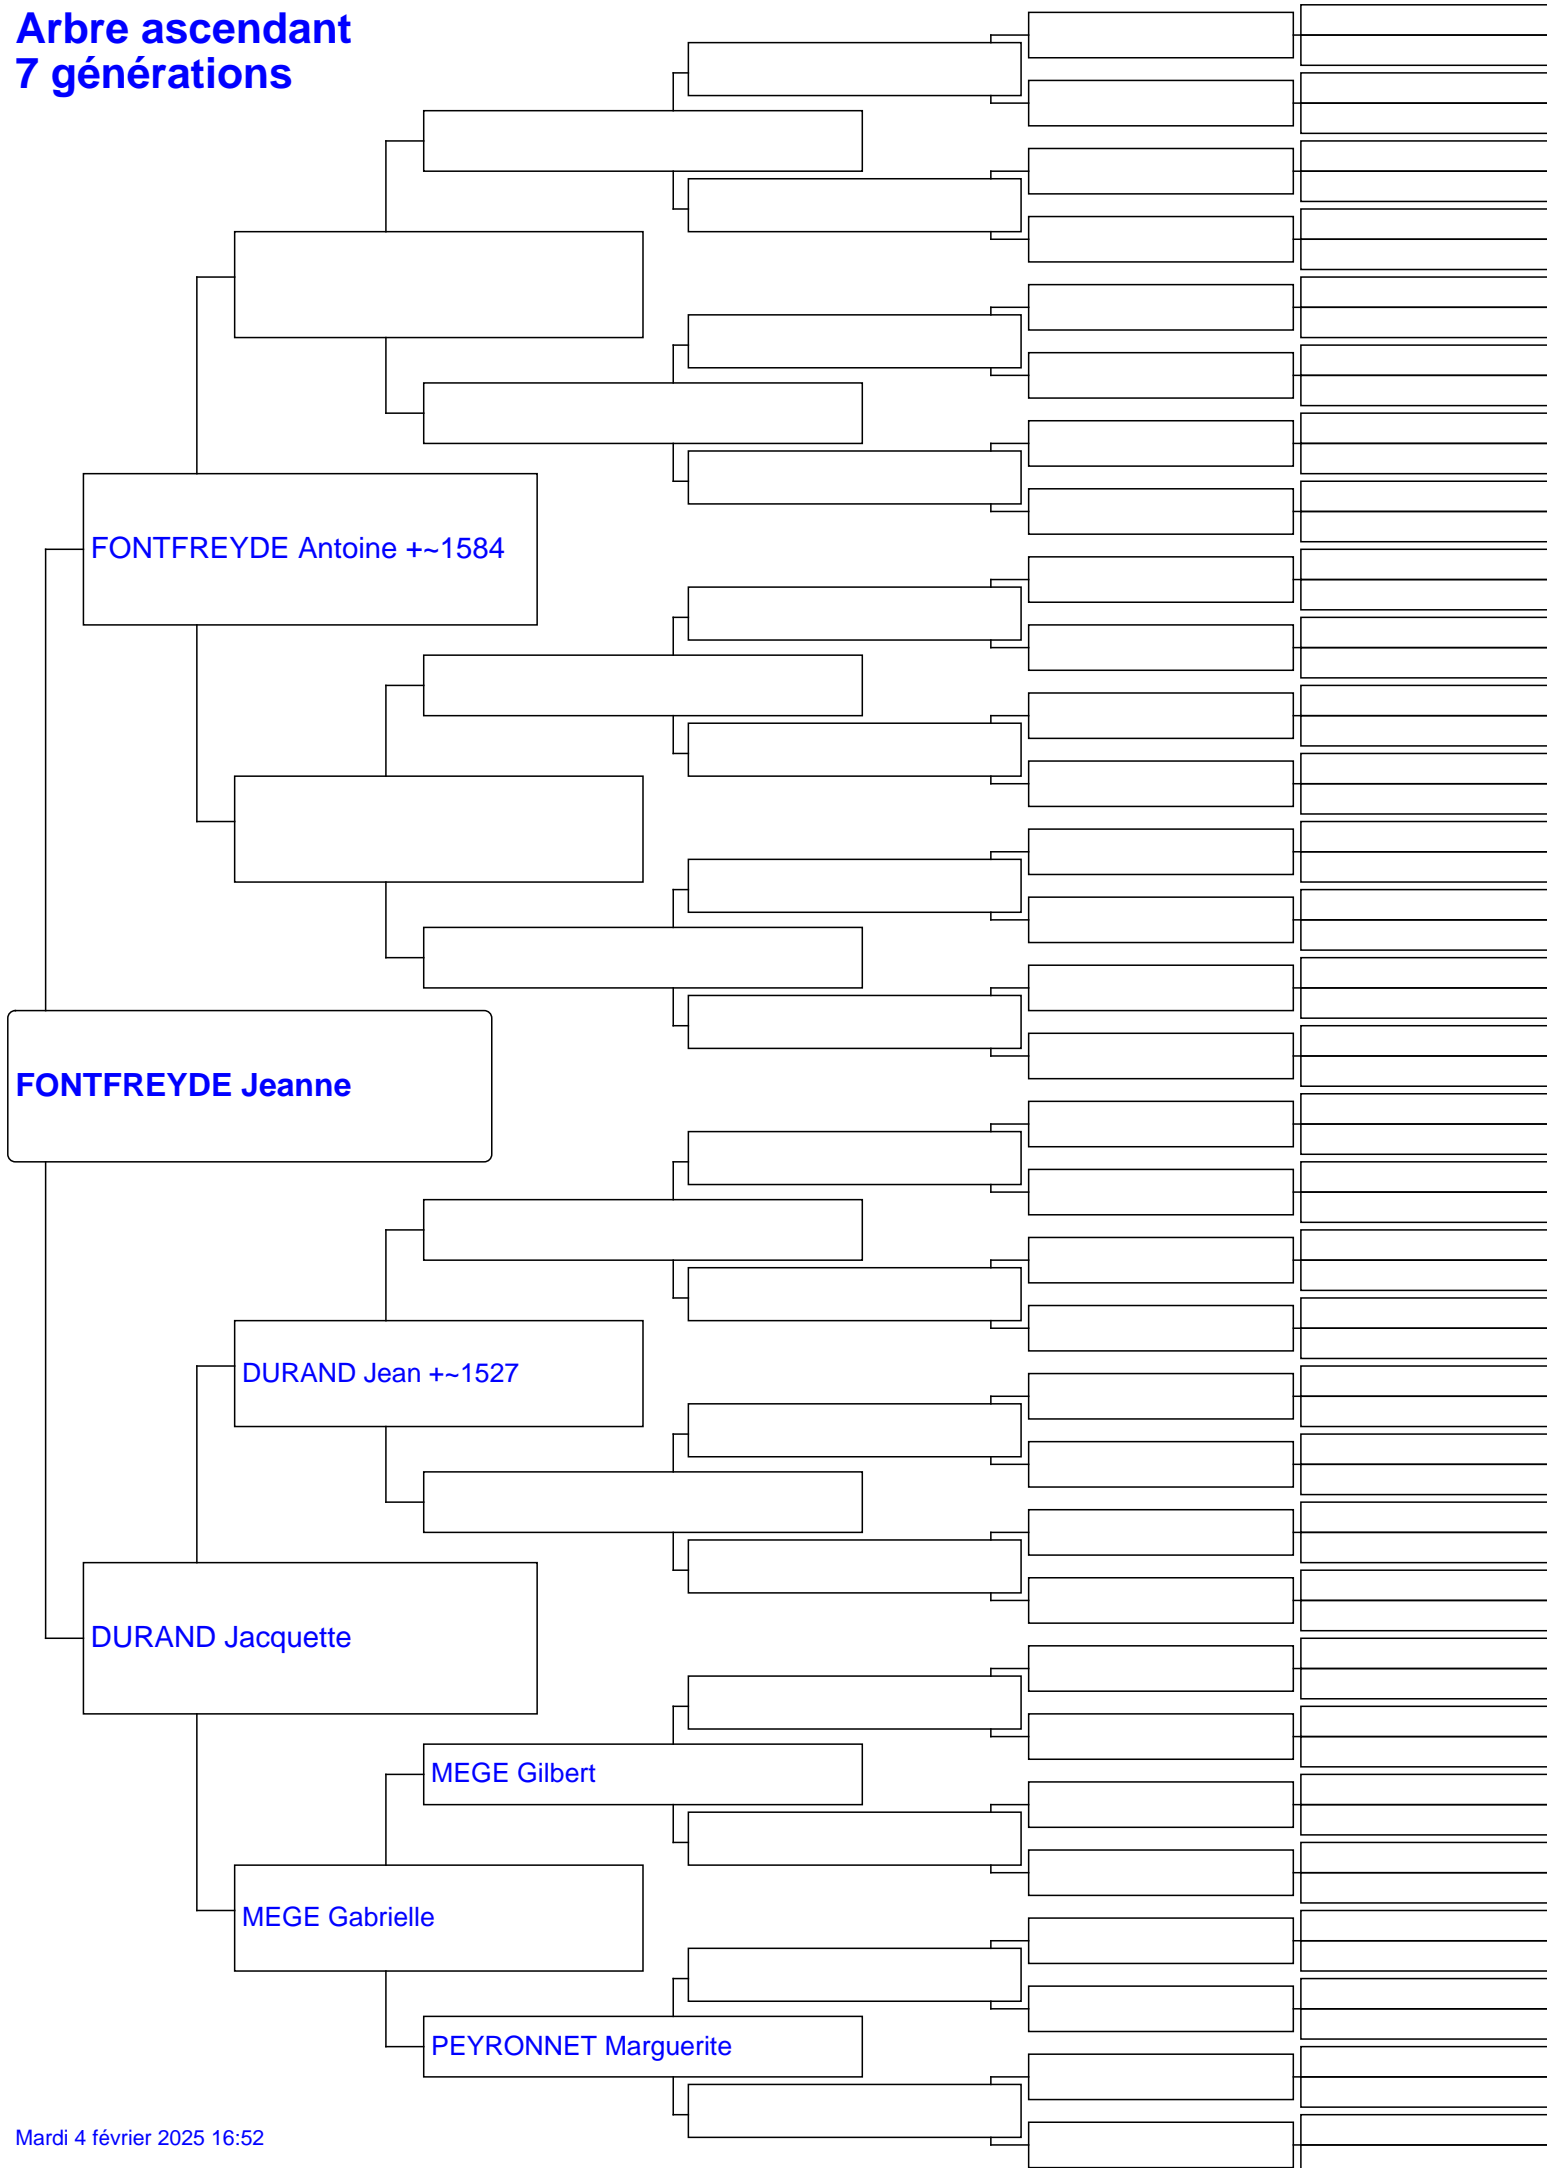 Arbre ascendant
7 générations
FONTFREYDE Antoine +~1584
FONTFREYDE Jeanne
DURAND Jean +~1527
DURAND Jacquette
MEGE Gilbert
MEGE Gabrielle
PEYRONNET Marguerite
Mardi 4 février 2025 16:52